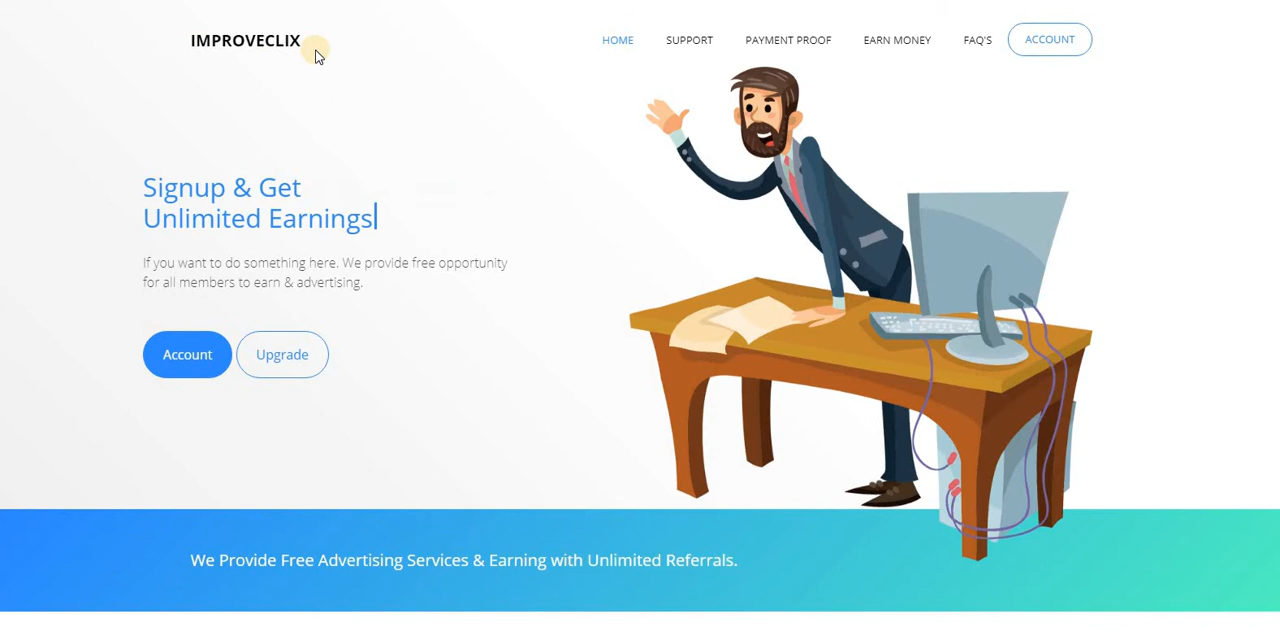 IMPROVECLIX
HOME SUPPORT PAYMENT PROOF EARN MONEY FAQ'S ACCOUNT
Signup & Get
Unlimited Earnings
If you want to do something here. We provide free opportunity
for all members to earn & advertising.
Account Upgrade
We Provide Free Advertising Services & Earning with Unlimited Referrals.